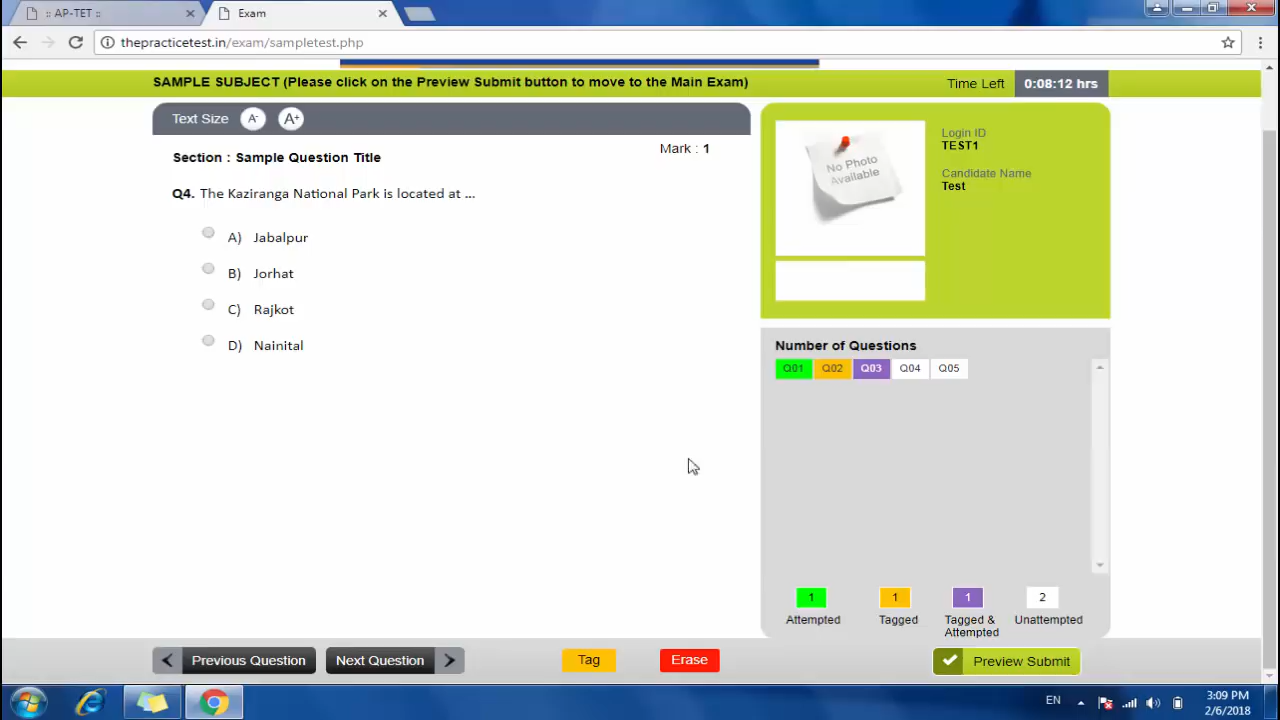 :: AP-TET ::
Exam
thepracticetest.in/exam/sampletest.php
SAMPLE SUBJECT (Please click on the Preview Submit button to move to the Main Exam)
Time Left 0:08:12 hrs
Text Size A- A+
Mark : 1
Section : Sample Question Title
Q4. The Kaziranga National Park is located at ...
A) Jabalpur
B) Jorhat
C) Rajkot
D) Nainital
No Photo
Available
Login ID
TEST1
Candidate Name
Test
Number of Questions
Q01 Q02 Q03 Q04 Q05
1 1 1 2
Attempted Tagged Tagged & Unattempted
Attempted
Previous Question Next Question Tag Erase Preview Submit
EN
3:09 PM
2/6/2018